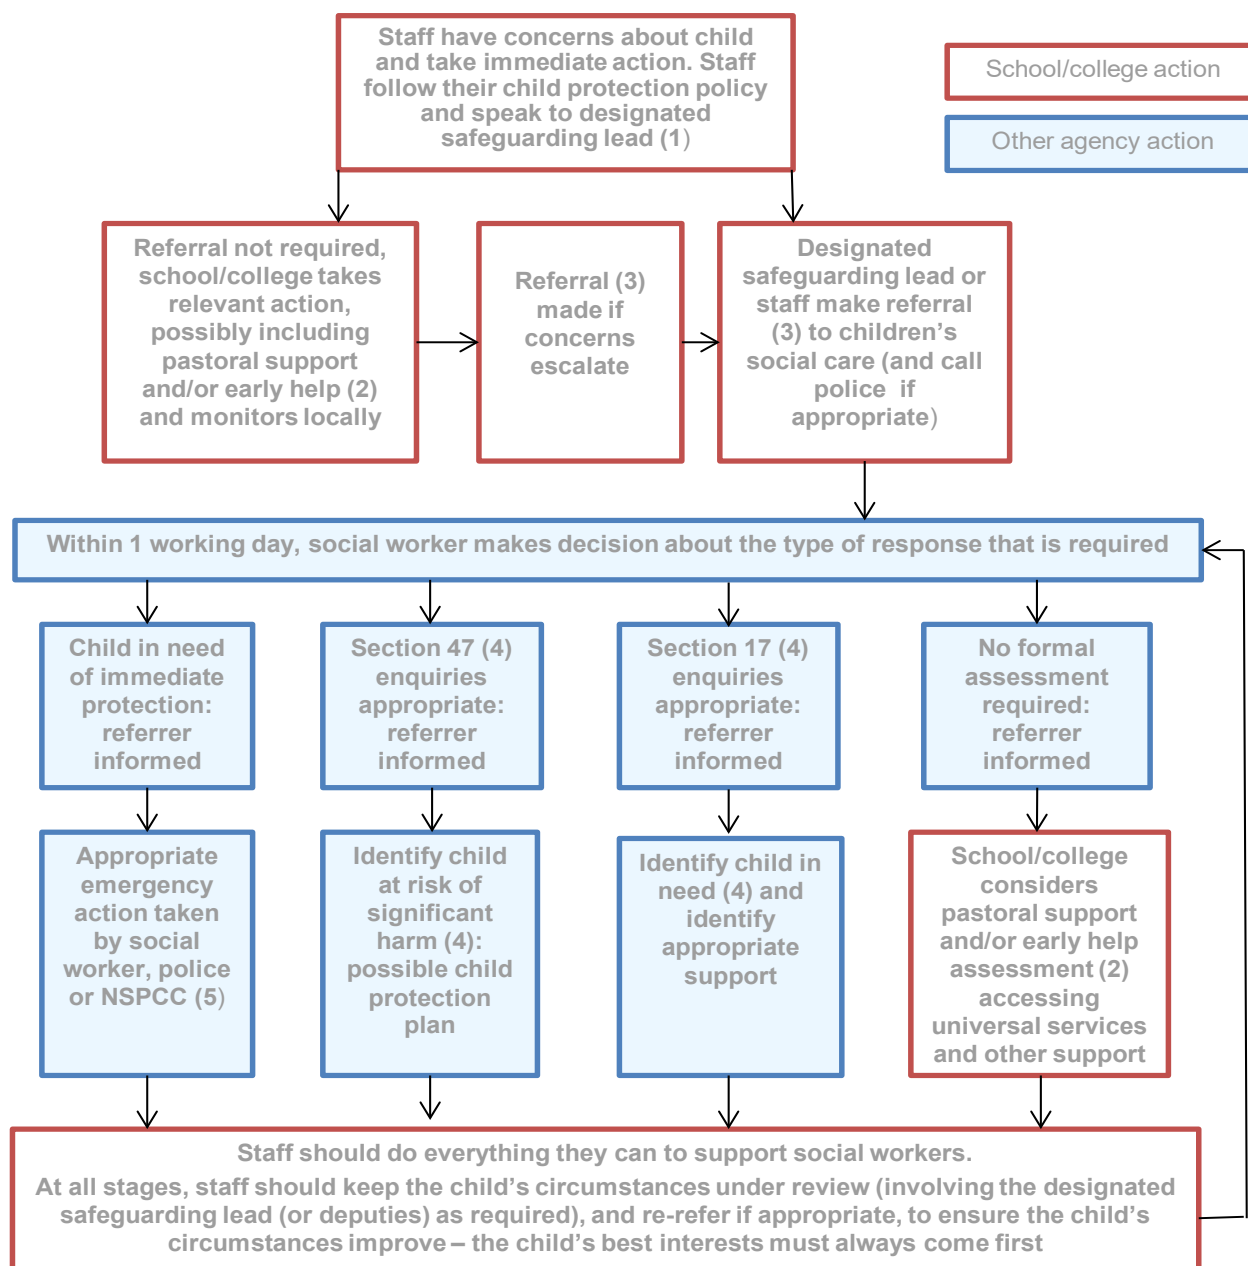 Staff have concerns about child
and take immediate action. Staff
follow their child protection policy
and speak to designated
safeguarding lead (1)
School/college action
Other agency action
Referral not required,
school/college takes
relevant action,
possibly including
pastoral support
and/or early help (2)
and monitors locally
Referral (3)
made if
concerns
escalate
Designated
safeguarding lead or
staff make referral
(3) to children’s
social care (and call
police if
appropriate)
Within 1 working day, social worker makes decision about the type of response that is required
Child in need
of immediate
protection:
referrer
informed
Section 47 (4)
enquiries
appropriate:
referrer
informed
Section 17 (4)
enquiries
appropriate:
referrer
informed
No formal
assessment
required:
referrer
informed
Appropriate
emergency
action taken
by social
worker, police
or NSPCC (5)
Identify child
at risk of
significant
harm (4):
possible child
protection
plan
Identify child in
need (4) and
identify
appropriate
support
School/college
considers
pastoral support
and/or early help
assessment (2)
accessing
universal services
and other support
Staff should do everything they can to support social workers.
At all stages, staff should keep the child’s circumstances under review (involving the designated
safeguarding lead (or deputies) as required), and re-refer if appropriate, to ensure the child’s
circumstances improve – the child’s best interests must always come first